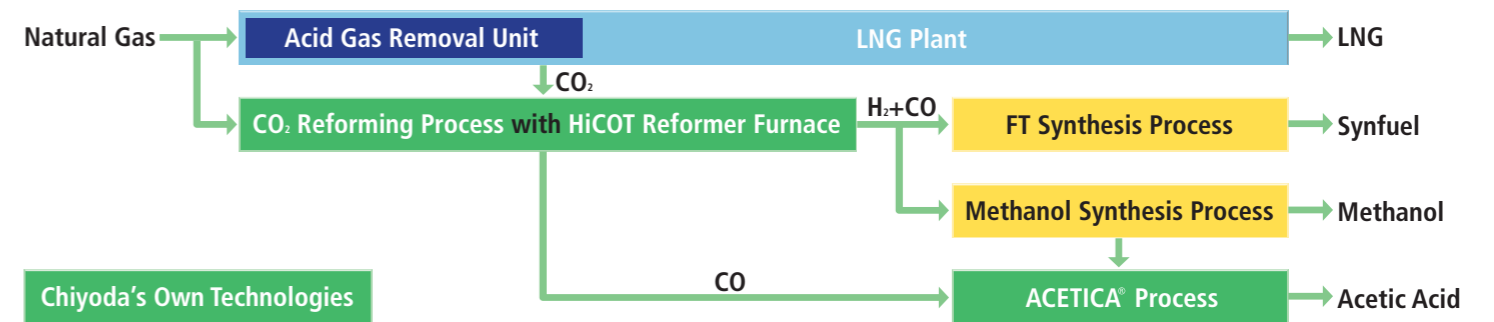 Natural Gas
Acid Gas Removal Unit
LNG Plant
LNG
CO₂
CO₂ Reforming Process with HiCOT Reformer Furnace
H₂+CO
FT Synthesis Process
Synfuel
Methanol Synthesis Process
Methanol
Chiyoda’s Own Technologies
CO
ACETICA® Process
Acetic Acid